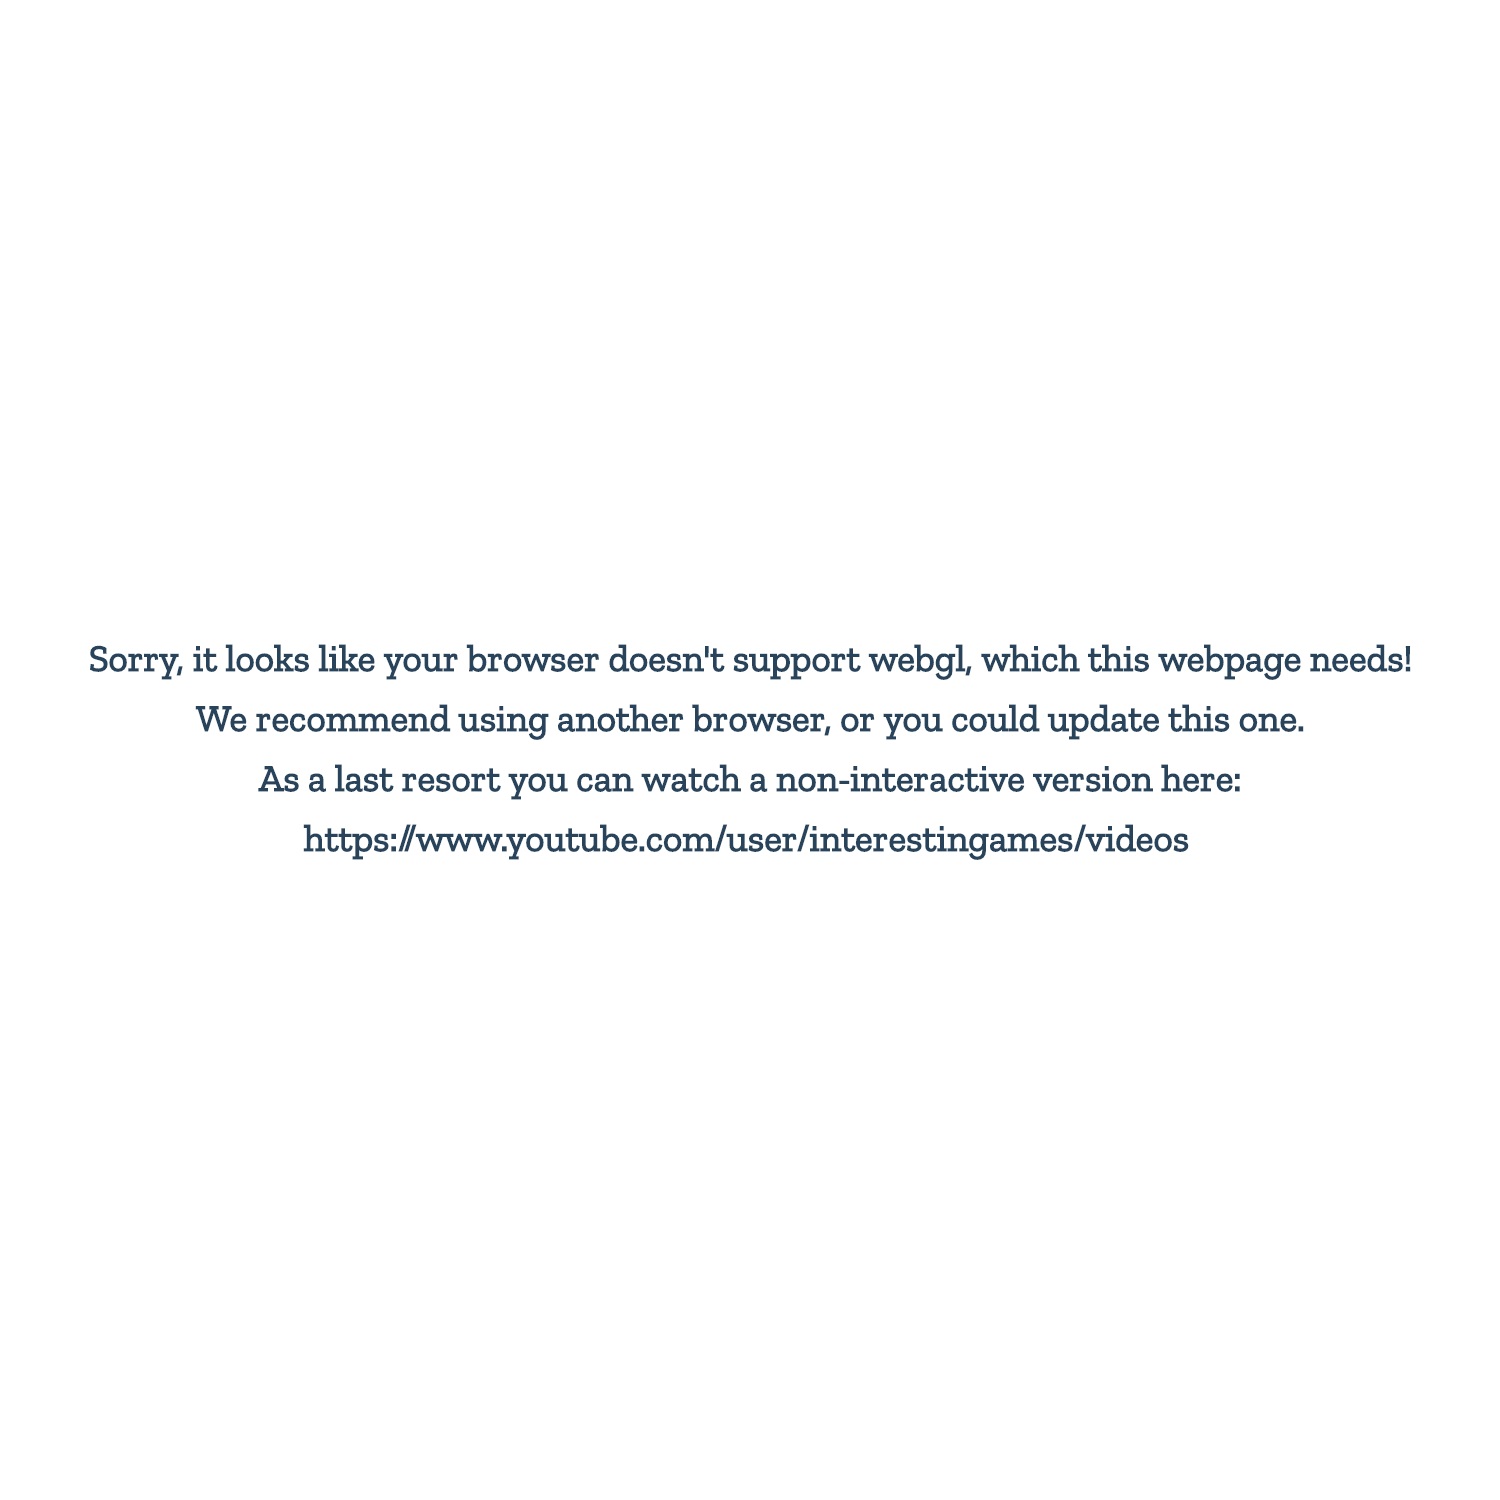 Sorry, it looks like your browser doesn't support webgl, which this webpage needs!
We recommend using another browser, or you could update this one.
As a last resort you can watch a non-interactive version here:
https://www.youtube.com/user/interestingames/videos